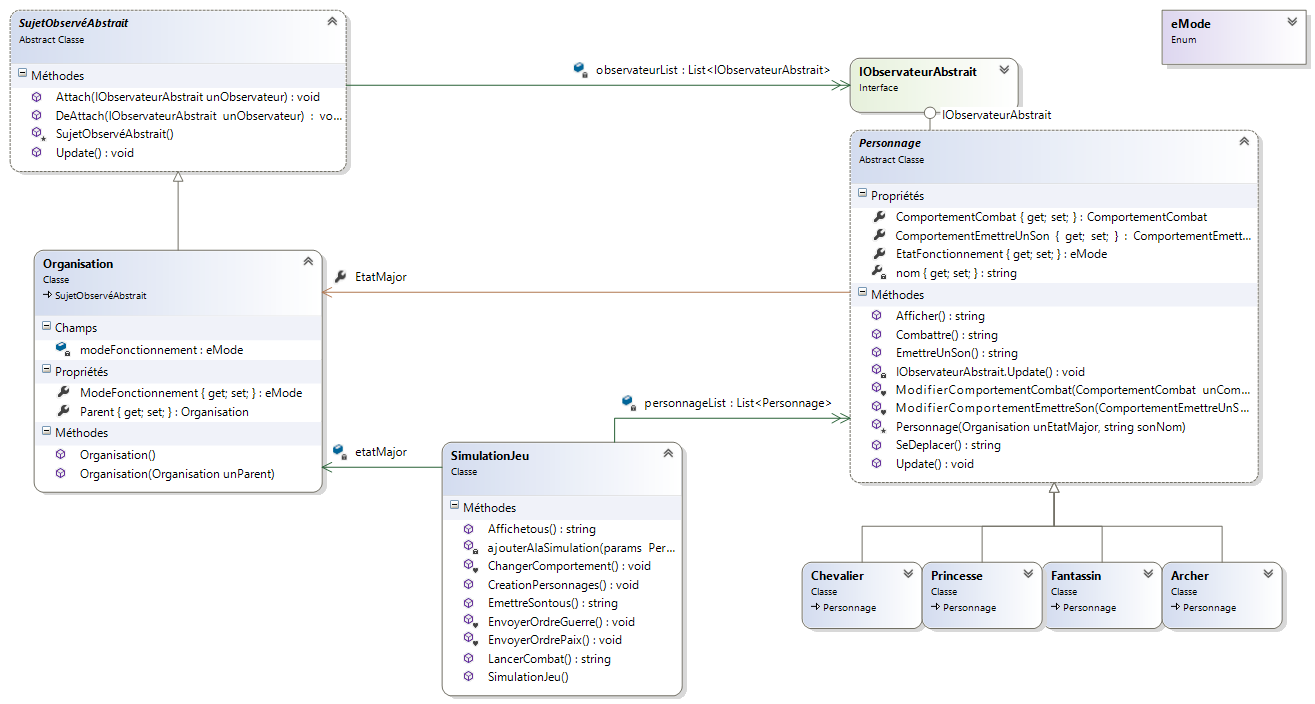 SujetObservéAbstrait
Abstract Classe
Méthodes
Attach(IObservateurAbstrait unObservateur) : void
DeAttach(IObservateurAbstrait unObservateur) : vo...
SujetObservéAbstrait()
Update() : void
observateurList : List<IObservateurAbstrait>
IObservateurAbstrait
Interface
IObservateurAbstrait
eMode
Enum
Personnage
Abstract Classe
Propriétés
ComportementCombat { get; set; } : ComportementCombat
ComportementEmettreUnSon { get; set; } : ComportementEmett...
EtatFonctionnement { get; set; } : eMode
nom { get; set; } : string
Méthodes
Afficher() : string
Combattre() : string
EmettreUnSon() : string
IObservateurAbstrait.Update() : void
ModifierComportementCombat(ComportementCombat unCom...
ModifierComportementEmettreSon(ComportementEmettreUnS...
Personnage(Organisation unEtatMajor, string sonNom)
SeDeplacer() : string
Update() : void
Organisation
Classe
SujetObservéAbstrait
Champs
modeFonctionnement : eMode
Propriétés
ModeFonctionnement { get; set; } : eMode
Parent { get; set; } : Organisation
Méthodes
Organisation()
Organisation(Organisation unParent)
EtatMajor
personnageList : List<Personnage>
etatMajor
SimulationJeu
Classe
Méthodes
Affichetous() : string
ajouterAlaSimulation(params Per...
ChangerComportement() : void
CreationPersonnages() : void
EmettreSontous() : string
EnvoyerOrdreGuerre() : void
EnvoyerOrdrePaix() : void
LancerCombat() : string
SimulationJeu()
Chevalier
Classe
Personnage
Princesse
Classe
Personnage
Fantassin
Classe
Personnage
Archer
Classe
Personnage